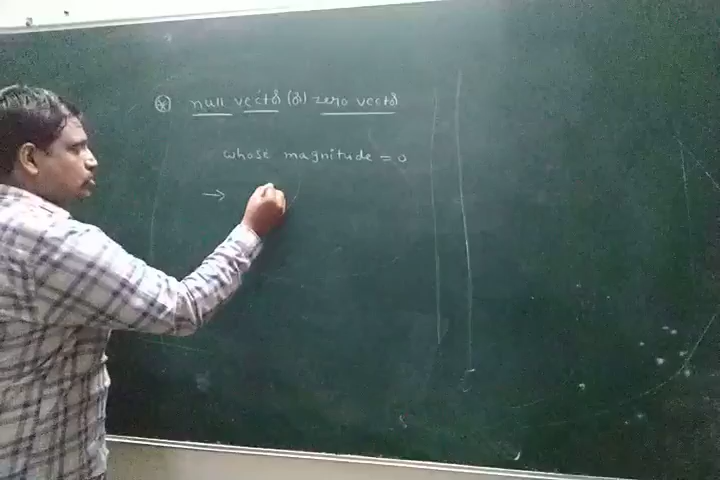 ⊛ null vector (or) zero vector
whose magnitude = 0
→